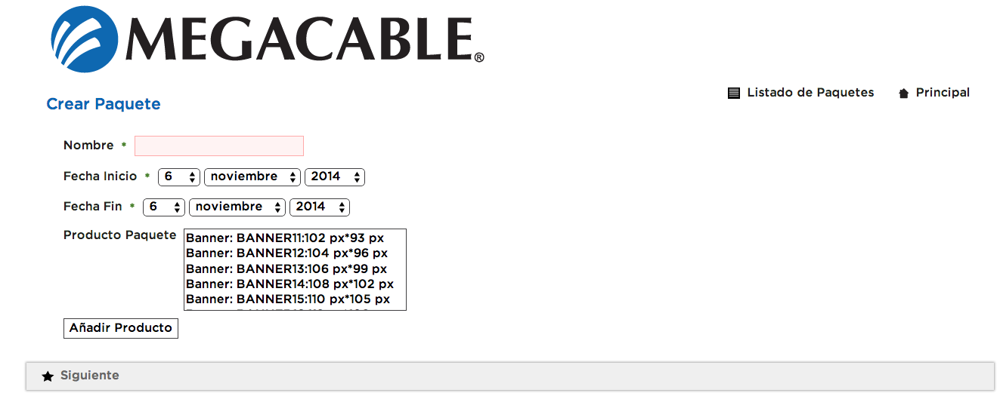 MEGACABLE®
Listado de Paquetes Principal
Crear Paquete
Nombre *
Fecha Inicio * 6 noviembre 2014
Fecha Fin * 6 noviembre 2014
Producto Paquete
Banner: BANNER11:102 px*93 px
Banner: BANNER12:104 px*96 px
Banner: BANNER13:106 px*99 px
Banner: BANNER14:108 px*102 px
Banner: BANNER15:110 px*105 px
Añadir Producto
Siguiente